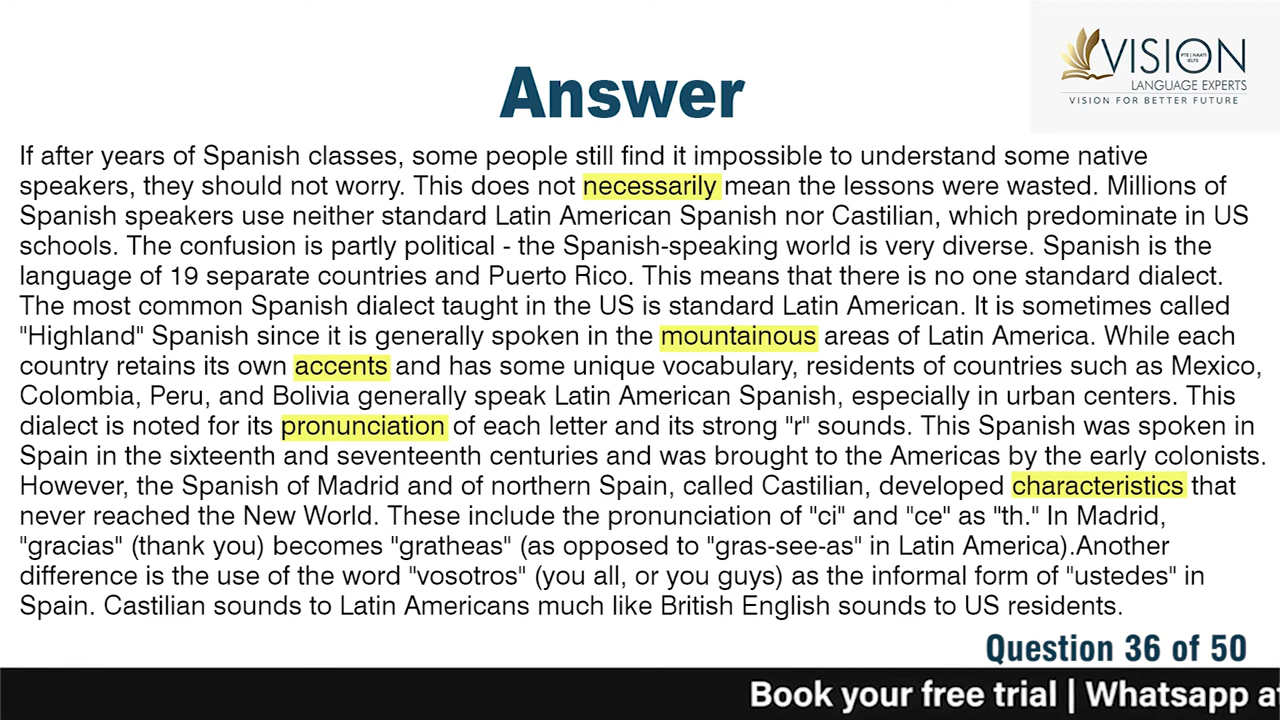 VISION
PTE | NAATI
IELTS
LANGUAGE EXPERTS
VISION FOR BETTER FUTURE
Answer
If after years of Spanish classes, some people still find it impossible to understand some native
speakers, they should not worry. This does not necessarily mean the lessons were wasted. Millions of
Spanish speakers use neither standard Latin American Spanish nor Castilian, which predominate in US
schools. The confusion is partly political - the Spanish-speaking world is very diverse. Spanish is the
language of 19 separate countries and Puerto Rico. This means that there is no one standard dialect.
The most common Spanish dialect taught in the US is standard Latin American. It is sometimes called
"Highland" Spanish since it is generally spoken in the mountainous areas of Latin America. While each
country retains its own accents and has some unique vocabulary, residents of countries such as Mexico,
Colombia, Peru, and Bolivia generally speak Latin American Spanish, especially in urban centers. This
dialect is noted for its pronunciation of each letter and its strong "r" sounds. This Spanish was spoken in
Spain in the sixteenth and seventeenth centuries and was brought to the Americas by the early colonists.
However, the Spanish of Madrid and of northern Spain, called Castilian, developed characteristics that
never reached the New World. These include the pronunciation of "ci" and "ce" as "th." In Madrid,
"gracias" (thank you) becomes "gratheas" (as opposed to "gras-see-as" in Latin America).Another
difference is the use of the word "vosotros" (you all, or you guys) as the informal form of "ustedes" in
Spain. Castilian sounds to Latin Americans much like British English sounds to US residents.
Question 36 of 50
Book your free trial | Whatsapp at